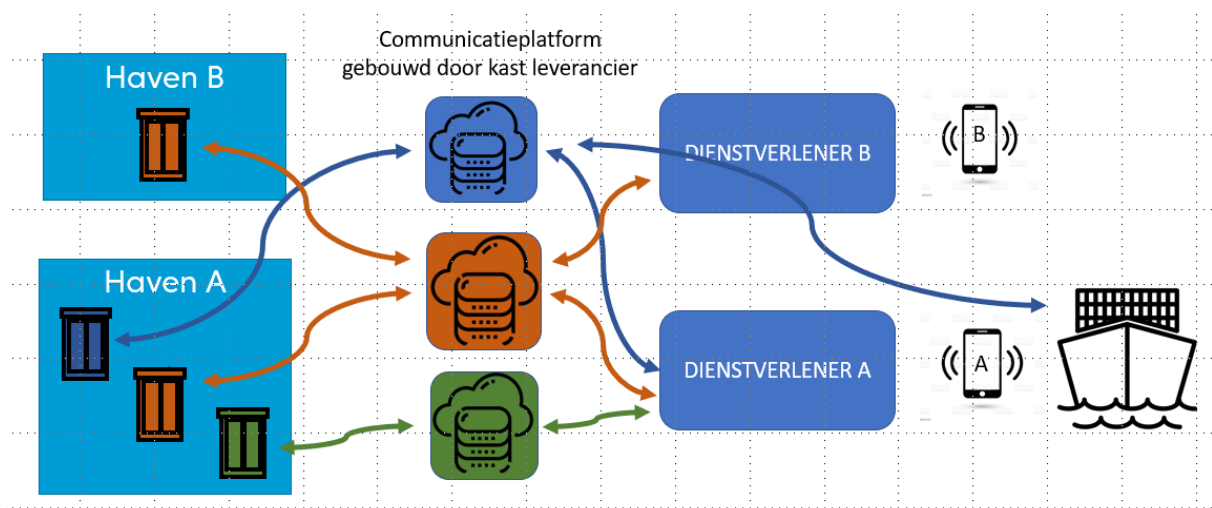 Communicatieplatform
gebouwd door kast leverancier
Haven B
DIENSTVERLENER B
B
Haven A
DIENSTVERLENER A
A